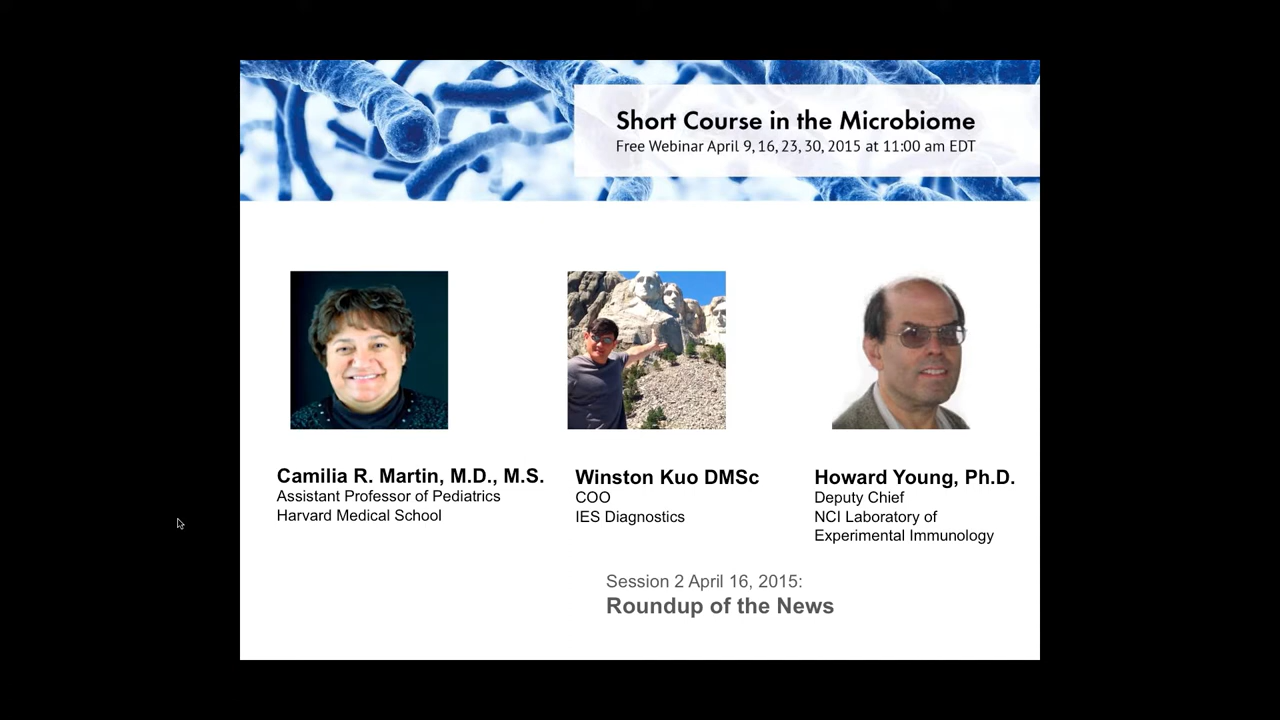 Short Course in the Microbiome
Free Webinar April 9, 16, 23, 30, 2015 at 11:00 am EDT
Camilia R. Martin, M.D., M.S.
Assistant Professor of Pediatrics
Harvard Medical School
Winston Kuo DMSc
COO
IES Diagnostics
Howard Young, Ph.D.
Deputy Chief
NCI Laboratory of
Experimental Immunology
Session 2 April 16, 2015:
Roundup of the News